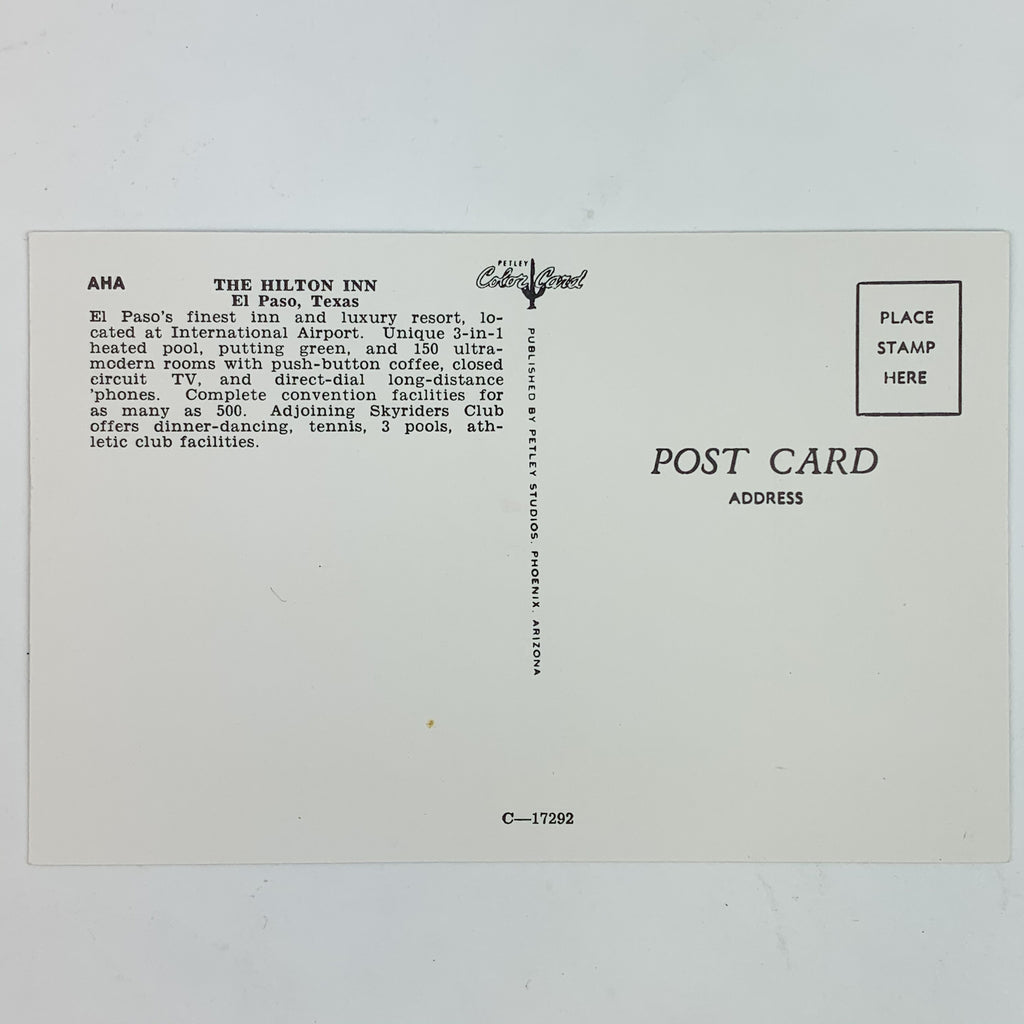 AHA
THE HILTON INN
El Paso, Texas
El Paso's finest inn and luxury resort, lo-
cated at International Airport. Unique 3-in-1
heated pool, putting green, and 150 ultra-
modern rooms with push-button coffee, closed
circuit TV, and direct-dial long-distance
'phones. Complete convention facilities for
as many as 500. Adjoining Skyriders Club
offers dinner-dancing, tennis, 3 pools, ath-
letic club facilities.
PETLEY
Color Card
PUBLISHED BY PETLEY STUDIOS, PHOENIX, ARIZONA
PLACE
STAMP
HERE
POST CARD
ADDRESS
C—17292